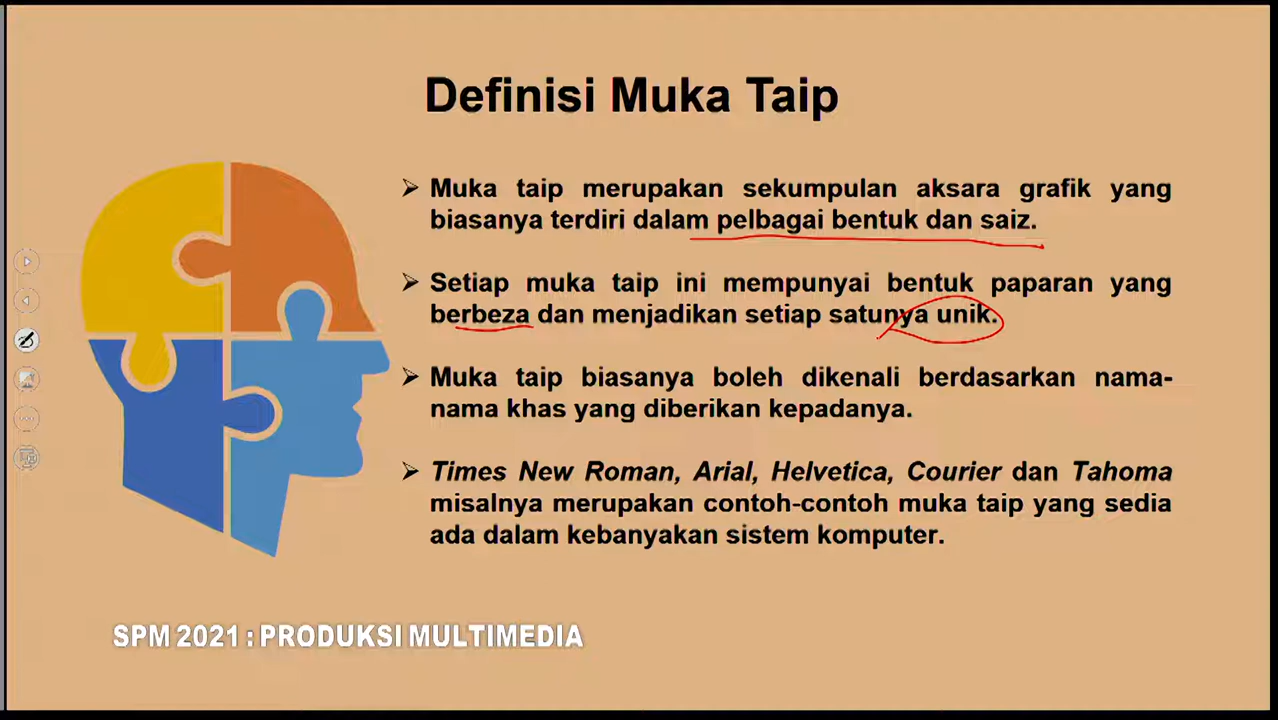 Definisi Muka Taip
Muka taip merupakan sekumpulan aksara grafik yang
biasanya terdiri dalam pelbagai bentuk dan saiz.
Setiap muka taip ini mempunyai bentuk paparan yang
berbeza dan menjadikan setiap satunya unik.
Muka taip biasanya boleh dikenali berdasarkan nama-
nama khas yang diberikan kepadanya.
Times New Roman, Arial, Helvetica, Courier dan Tahoma
misalnya merupakan contoh-contoh muka taip yang sedia
ada dalam kebanyakan sistem komputer.
SPM 2021 : PRODUKSI MULTIMEDIA